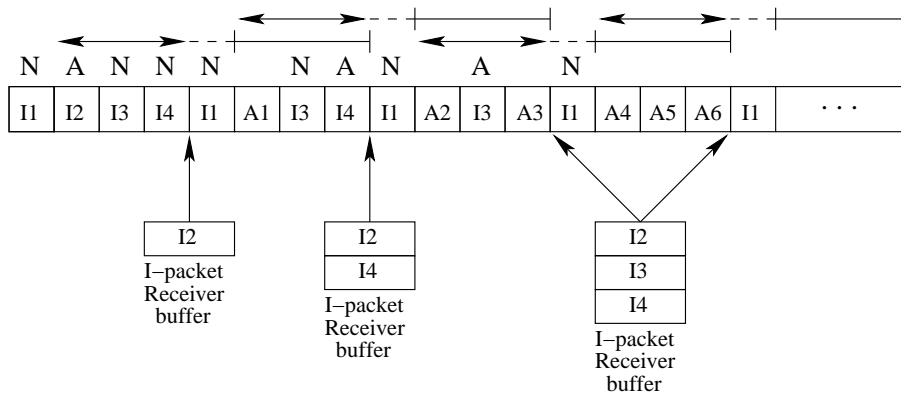 N A N N N N A N A N
I1 I2 I3 I4 I1 A1 I3 I4 I1 A2 I3 A3 I1 A4 A5 A6 I1 · · ·
I2
I−packet
Receiver
buffer
I2
I4
I−packet
Receiver
buffer
I2
I3
I4
I−packet
Receiver
buffer